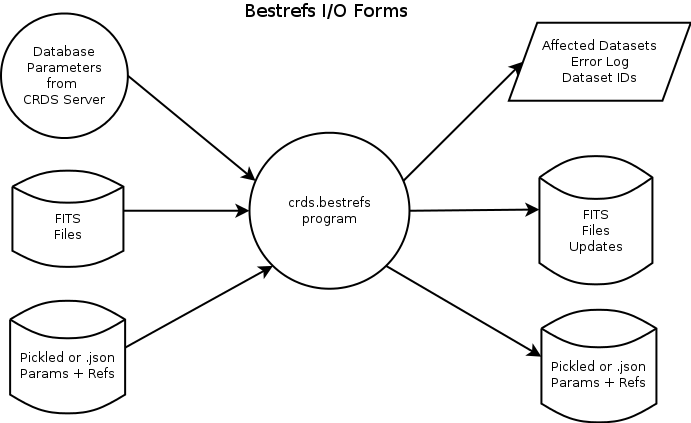 Bestrefs I/O Forms
Database
Parameters
from
CRDS Server
FITS
Files
Pickled or .json
Params + Refs
crds.bestrefs
program
Affected Datasets
Error Log
Dataset IDs
FITS
Files
Updates
Pickled or .json
Params + Refs